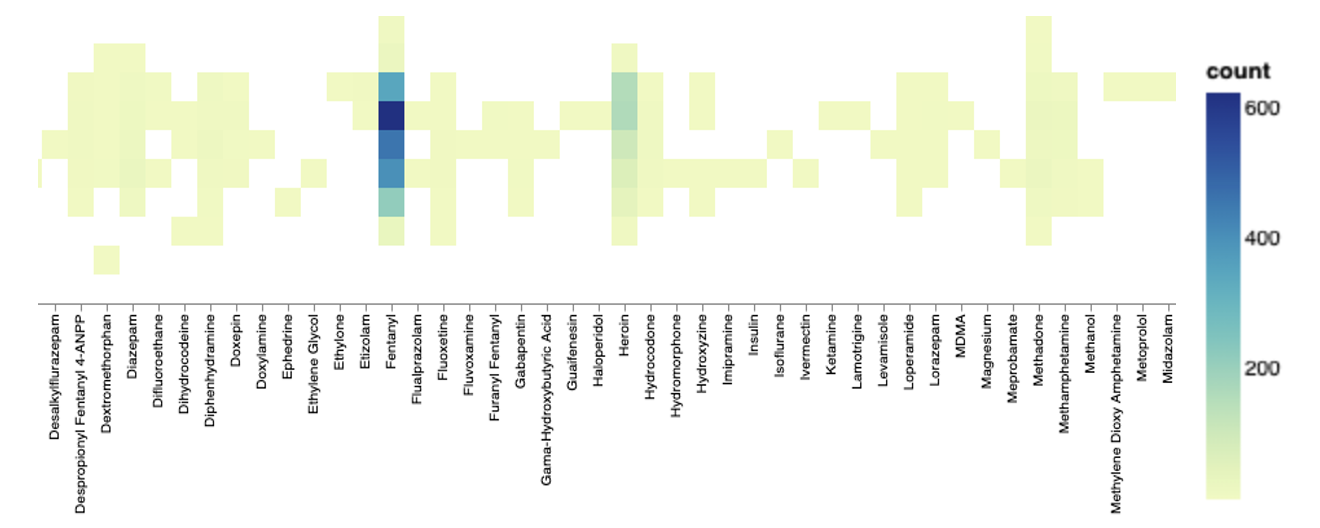 count
600
400
200
Desalkylflurazepam
Despropionyl Fentanyl 4-ANPP
Dextromethorphan
Diazepam
Difluoroethane
Dihydrocodeine
Diphenhydramine
Doxepin
Doxylamine
Ephedrine
Ethylene Glycol
Ethylone
Etizolam
Fentanyl
Flualprazolam
Fluoxetine
Fluvoxamine
Furanyl Fentanyl
Gabapentin
Gama-Hydroxybutyric Acid
Guaifenesin
Haloperidol
Heroin
Hydrocodone
Hydromorphone
Hydroxyzine
Imipramine
Insulin
Isoflurane
Ivermectin
Ketamine
Lamotrigine
Levamisole
Loperamide
Lorazepam
MDMA
Magnesium
Meprobamate
Methadone
Methamphetamine
Methanol
Methylene Dioxy Amphetamine
Metoprolol
Midazolam